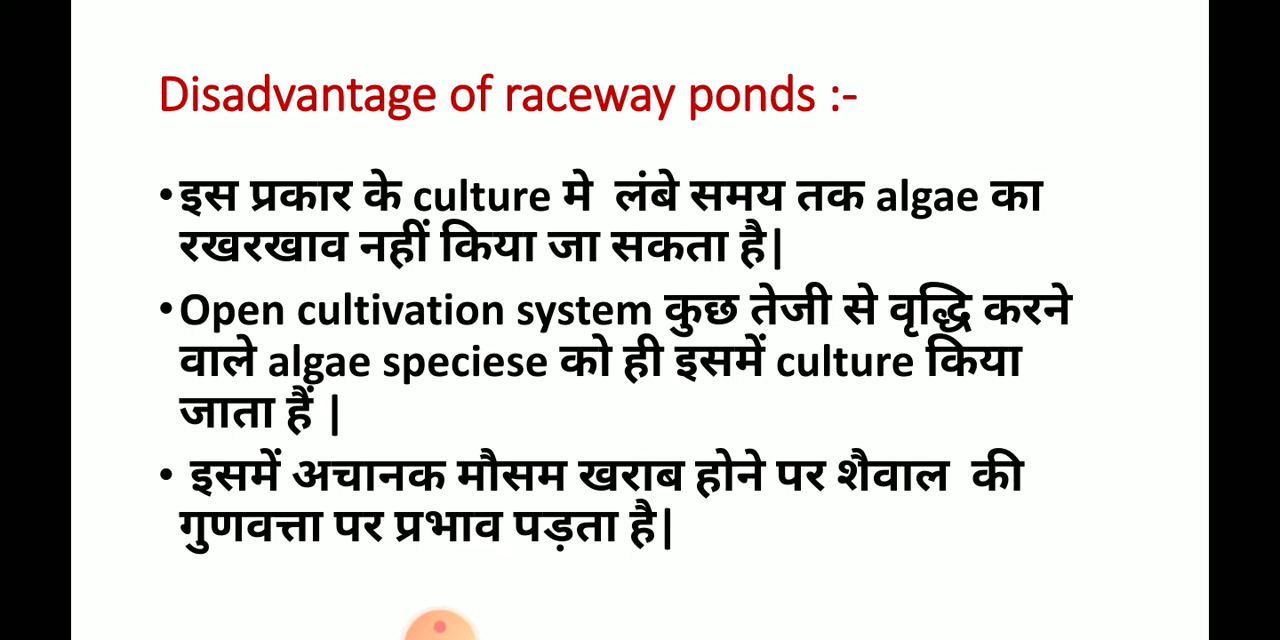 Disadvantage of raceway ponds :-
•इस प्रकार के culture मे लंबे समय तक algae का
रखरखाव नहीं किया जा सकता है|
•Open cultivation system कुछ तेजी से वृद्धि करने
वाले algae speciese को ही इसमें culture किया
जाता हैं |
• इसमें अचानक मौसम खराब होने पर शैवाल की
गुणवत्ता पर प्रभाव पड़ता है|